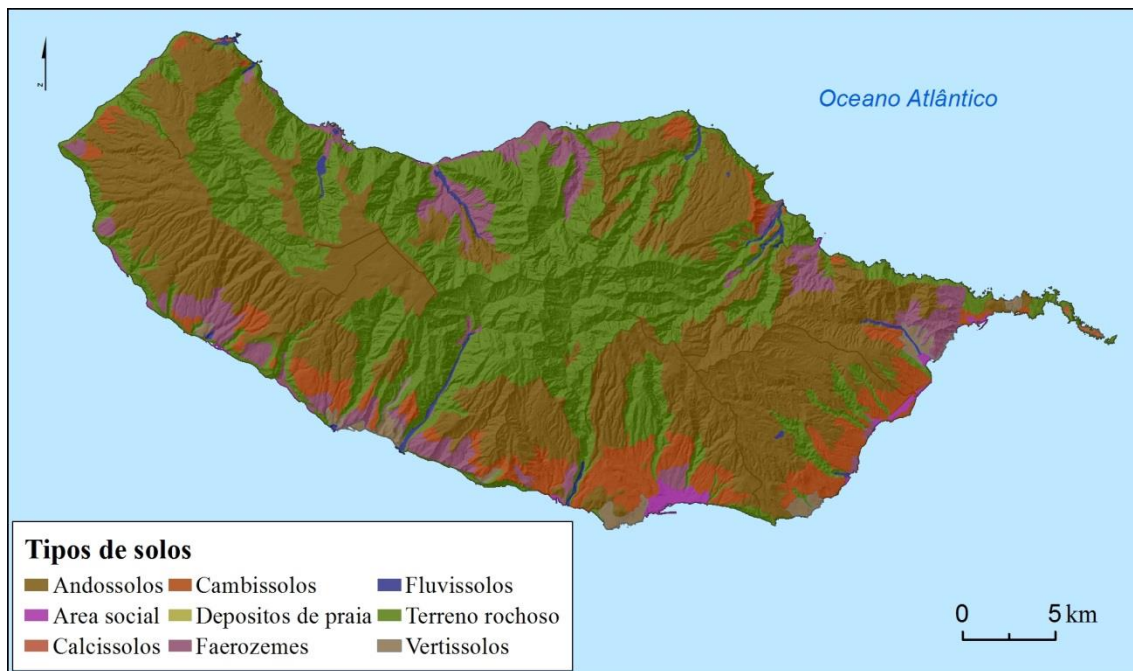 Oceano Atlântico
Tipos de solos
Andossolos Cambissolos Fluvissolos
Area social Depositos de praia Terreno rochoso
Calcissolos Faerozemes Vertissolos
0 5 km